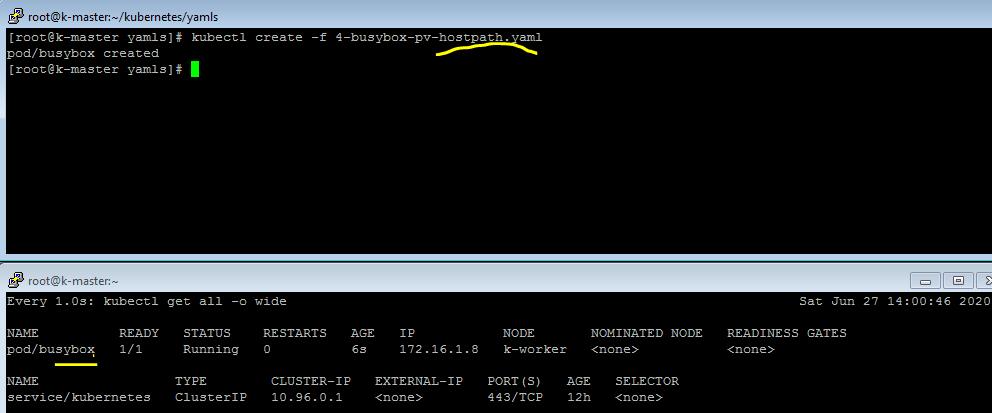 root@k-master:~/kubernetes/yamls
[root@k-master yamls]# kubectl create -f 4-busybox-pv-hostpath.yaml
pod/busybox created
[root@k-master yamls]#
root@k-master:~
Every 1.0s: kubectl get all -o wide Sat Jun 27 14:00:46 2020
NAME READY STATUS RESTARTS AGE IP NODE NOMINATED NODE READINESS GATES
pod/busybox 1/1 Running 0 6s 172.16.1.8 k-worker <none> <none>
NAME TYPE CLUSTER-IP EXTERNAL-IP PORT(S) AGE SELECTOR
service/kubernetes ClusterIP 10.96.0.1 <none> 443/TCP 12h <none>